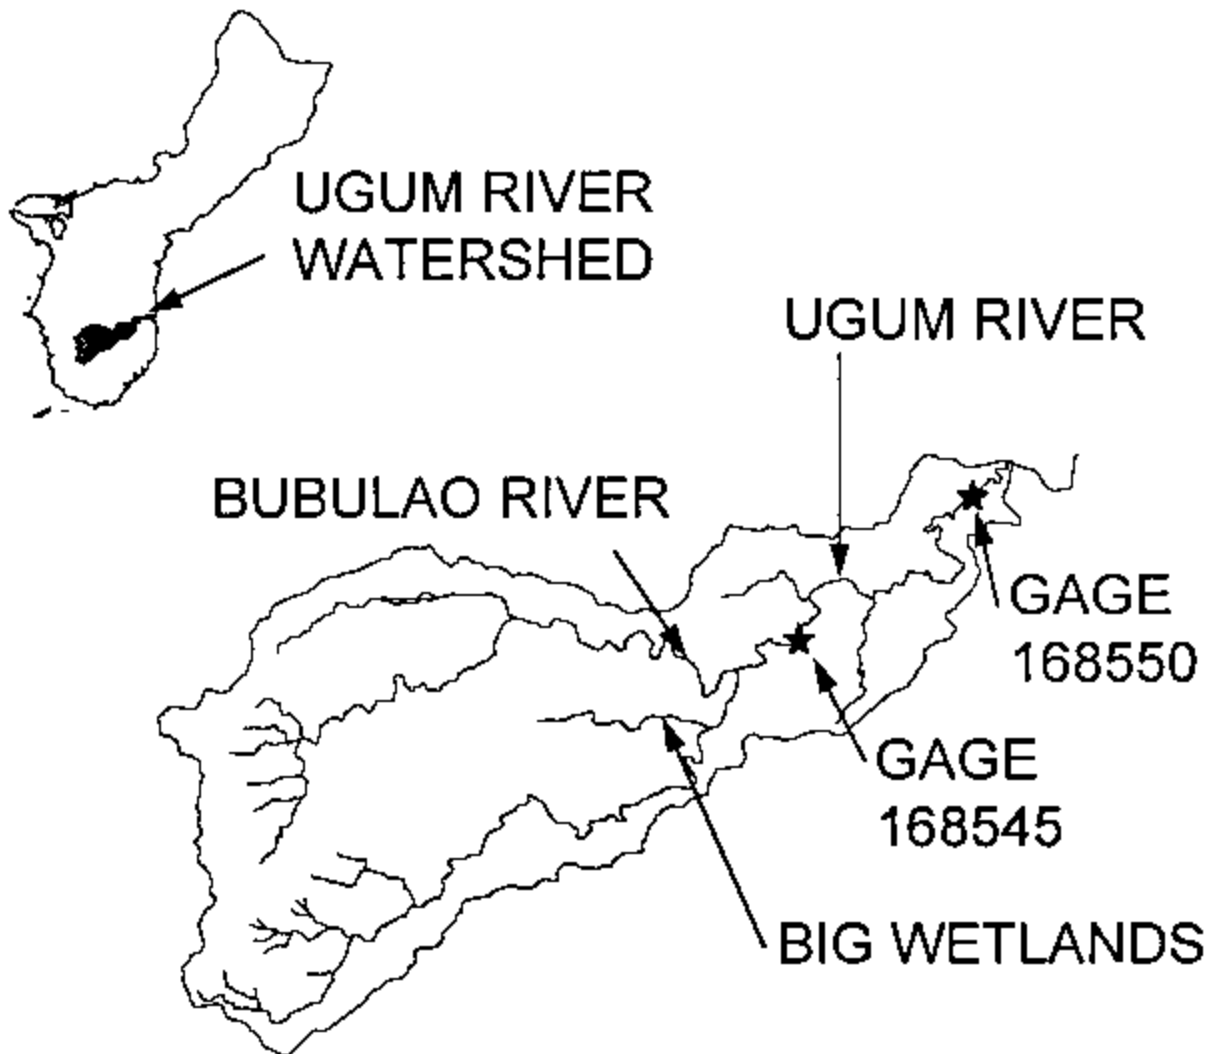 UGUM RIVER
WATERSHED
UGUM RIVER
BUBULAO RIVER
GAGE
168550
GAGE
168545
BIG WETLANDS